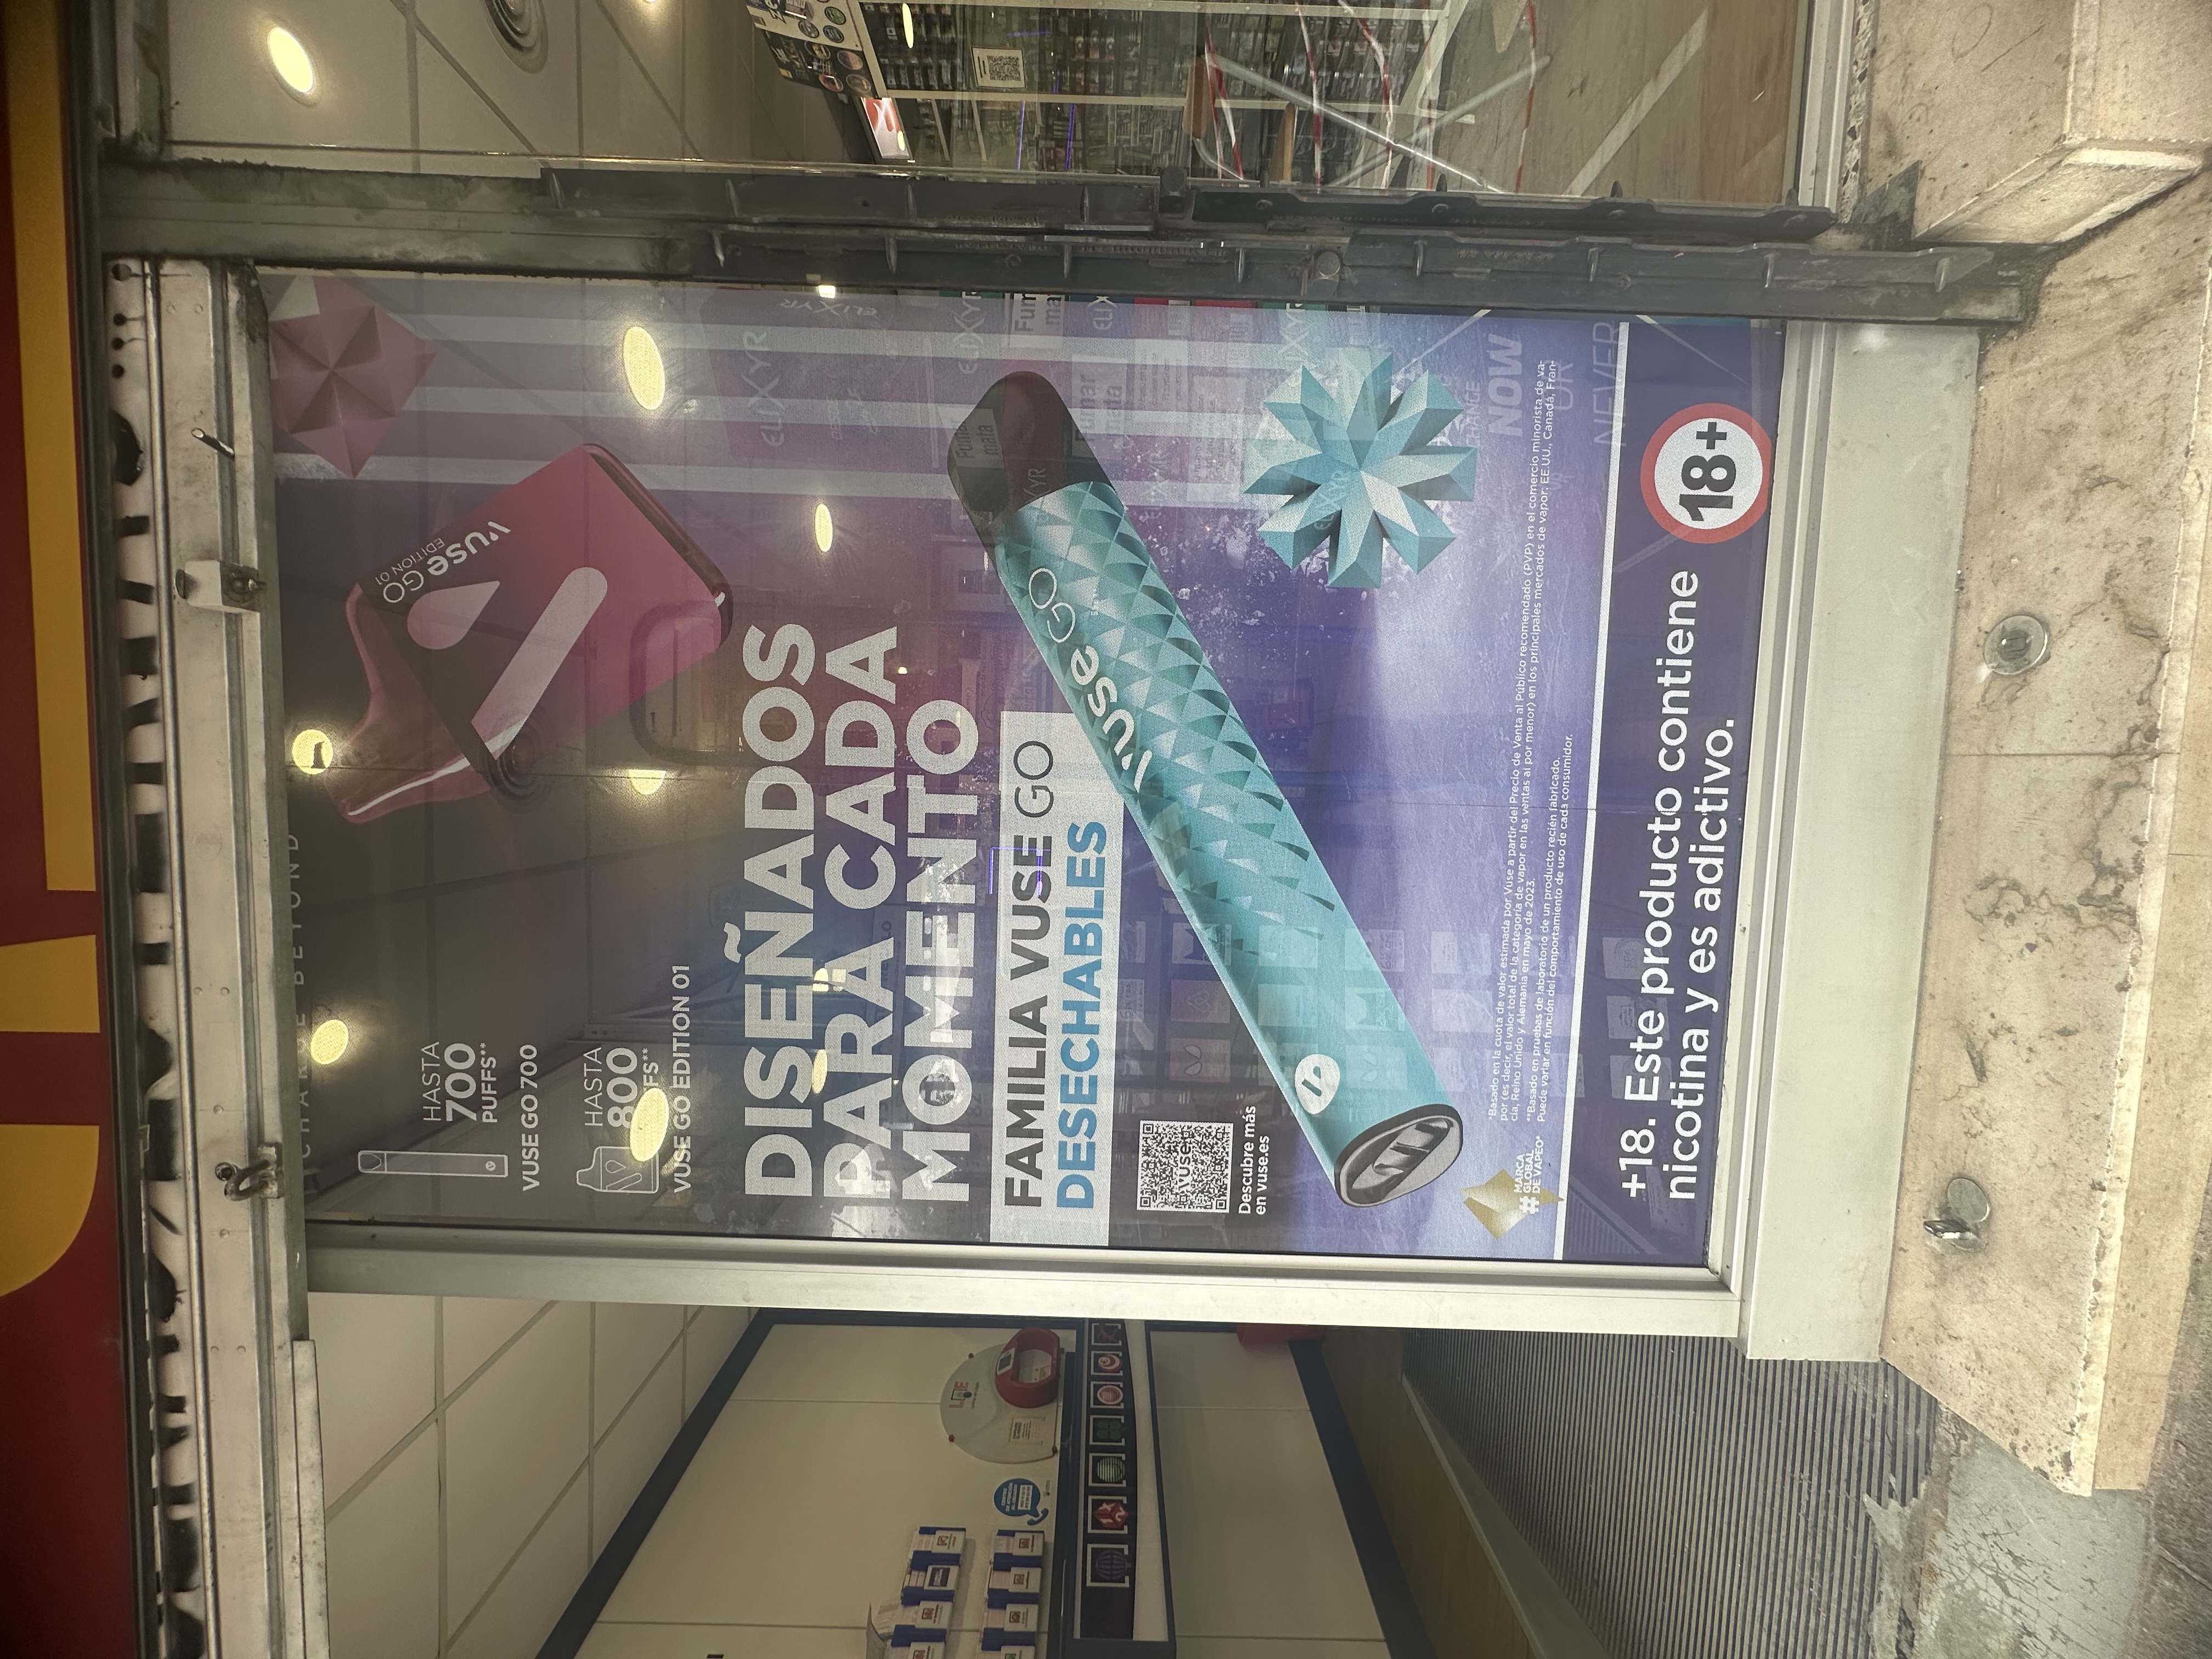 CHARGE BEYOND
HASTA
700
PUFFS**
VUSE GO 700
HASTA
800
VUSE GO EDITION 01
vuse GO
EDITION 01
DISEÑADOS
PARA CADA
MOMENTO
FAMILIA VUSE GO
DESECHABLES
vuse GO
vuse
Descubre más
en vuse.es
ELIXYR
ELIXYR
ELIXYR
Fumar
mata
Fumar
mata
CHANGE
NOW
OR
NEVER
# MARCA
GLOBAL
DE VAPEO*
*Basado en la cuota de valor estimada por Vuse a partir del Precio de Venta al Público recomendado (PVP) en el comercio minorista de va-
por (es decir, el valor total de la categoría de vapor en las ventas al por menor) en los principales mercados de vapor: EE.UU., Canadá, Fran-
cia, Reino Unido y Alemania en mayo de 2023.
**Basado en pruebas de laboratorio de un producto recién fabricado.
Puede variar en función del comportamiento de uso de cada consumidor.
+18. Este producto contiene
nicotina y es adictivo.
18+